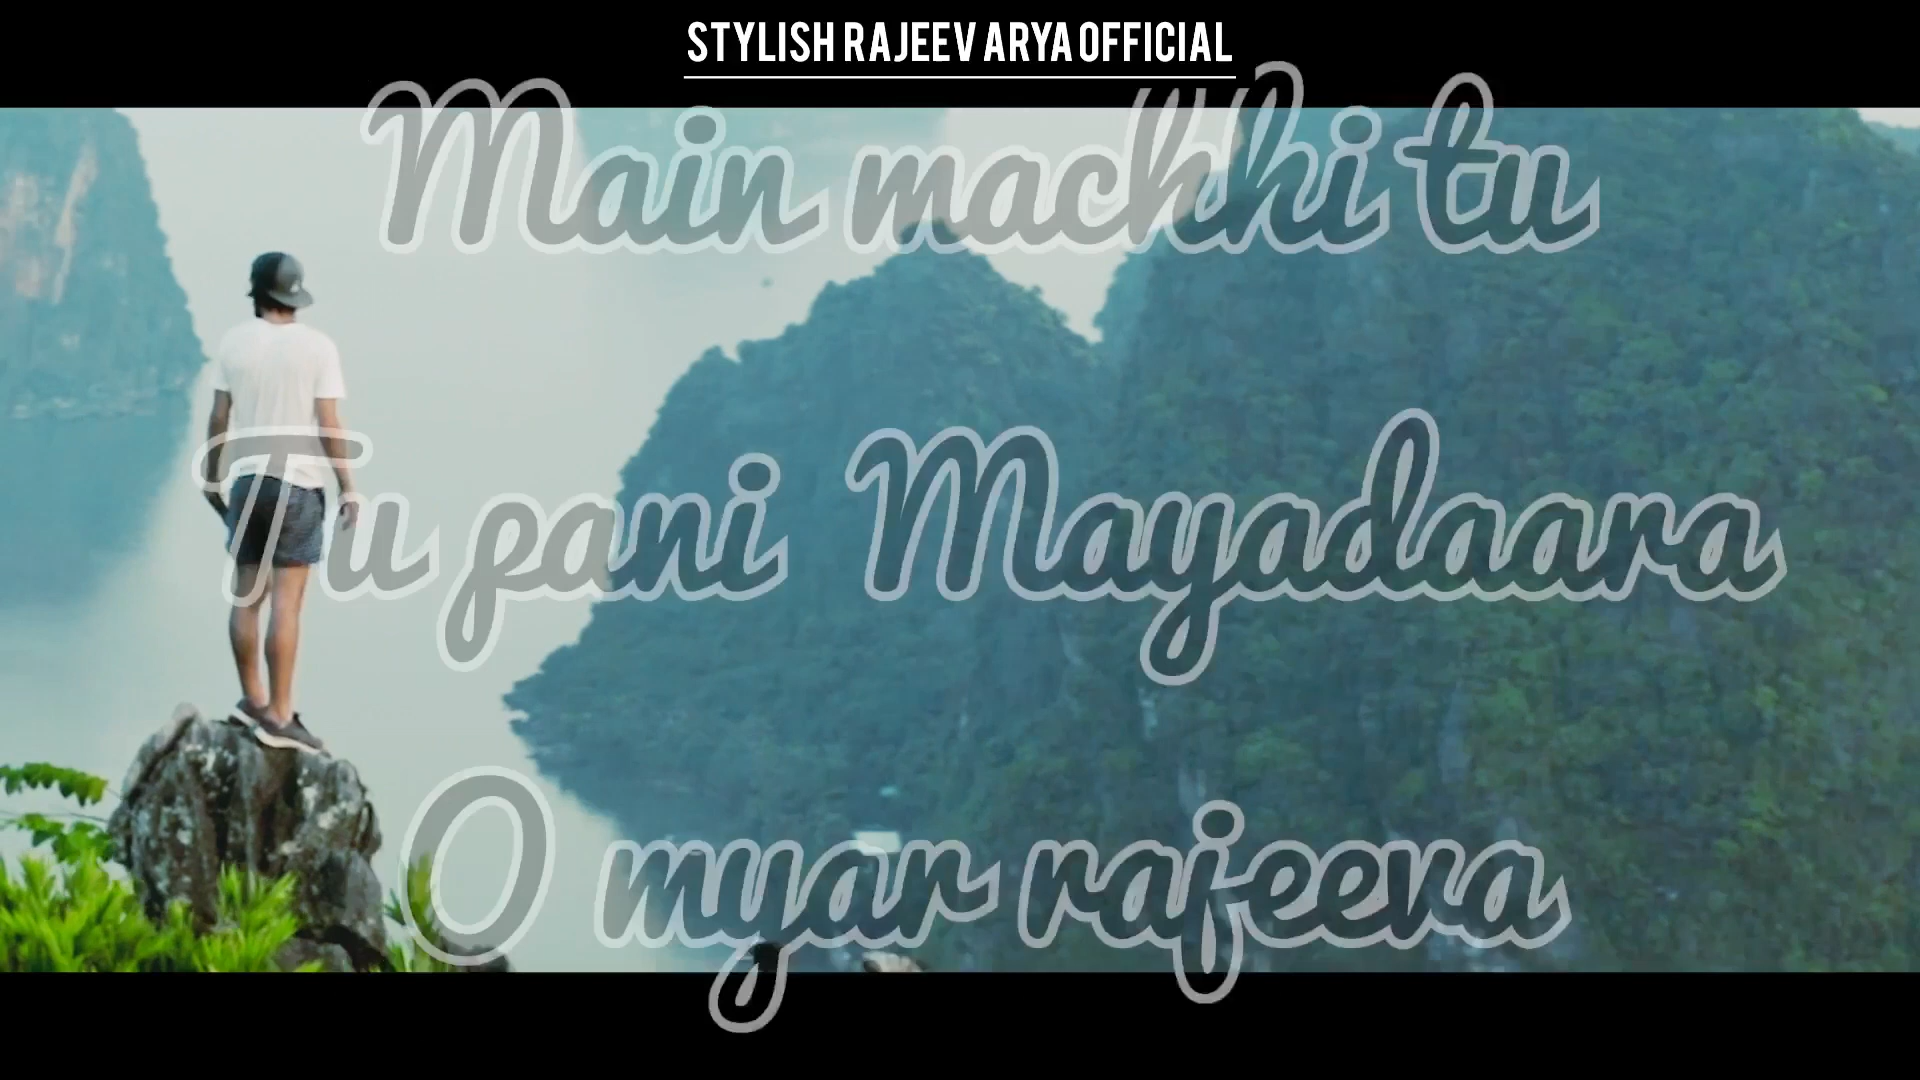 STYLISH RAJEEV ARYA OFFICIAL
Main machhi tu
Tu pani Mayadaara
O myar rajeeva